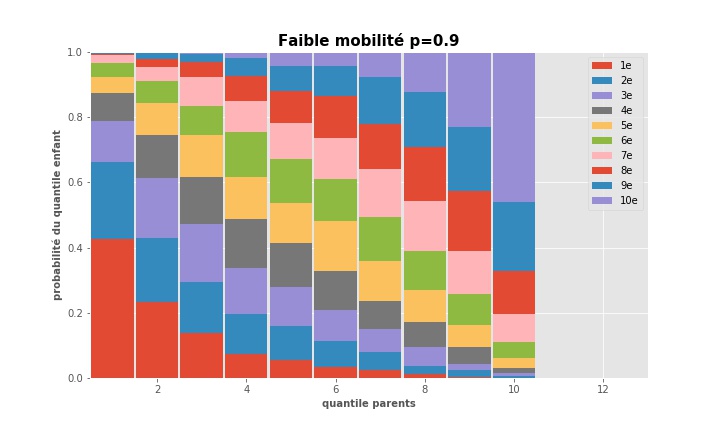 Faible mobilité p=0.9
probabilité du quantile enfant
1.0
0.8
0.6
0.4
0.2
0.0
2
4
6
8
10
12
quantile parents
1e
2e
3e
4e
5e
6e
7e
8e
9e
10e